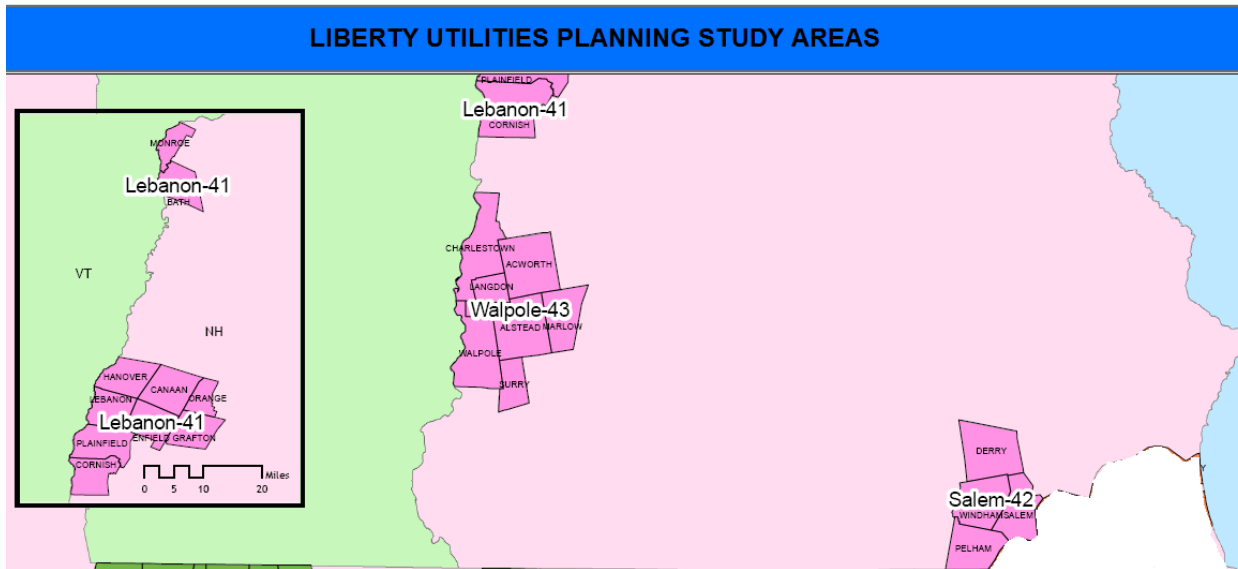 LIBERTY UTILITIES PLANNING STUDY AREAS
PLAINFIELD
Lebanon-41
CORNISH
MONROE
Lebanon-41
BATH
VT
NH
HANOVER
CANAAN
LEBANON
ORANGE
Lebanon-41
PLAINFIELD
ENFIELD
GRAFTON
CORNISH
Miles
0 5 10 20
CHARLESTOWN
ACWORTH
LANGDON
Walpole-43
ALSTEAD
MARLOW
WALPOLE
SURRY
DERRY
Salem-42
WINDHAM
SALEM
PELHAM